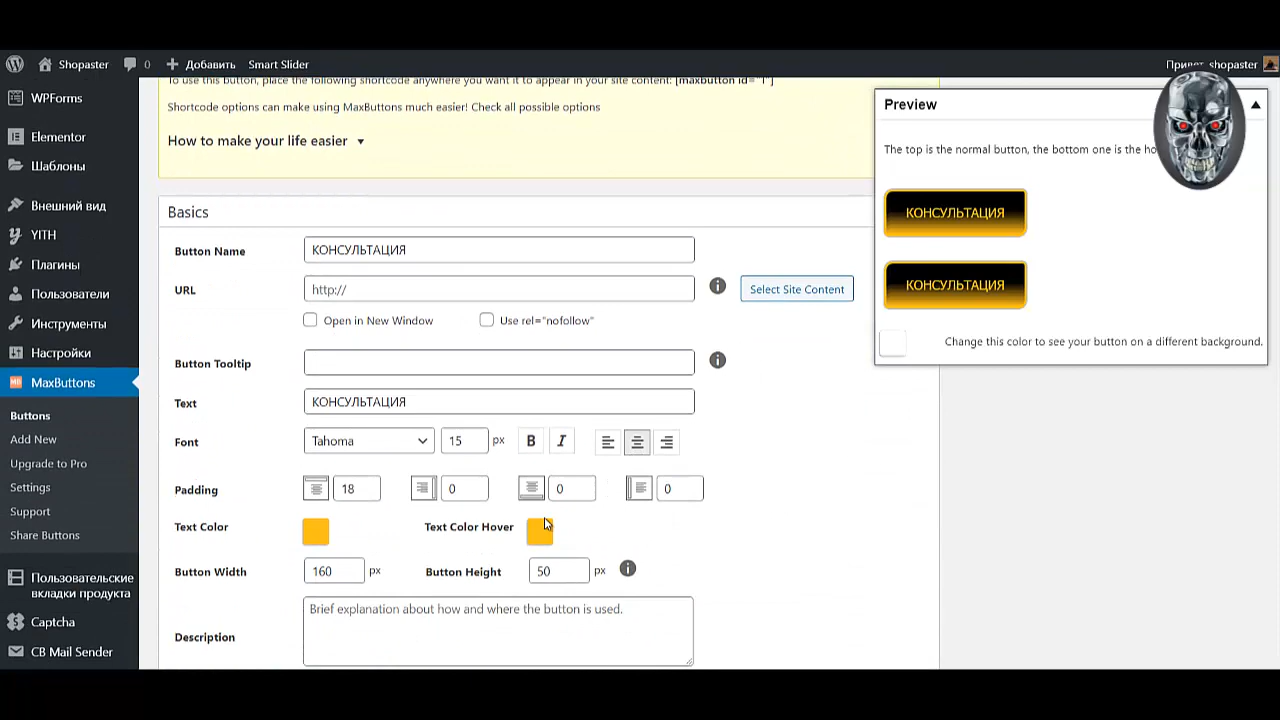 Shopaster
0
Добавить
Smart Slider
Привет, shopaster
WPForms
Elementor
Шаблоны
Внешний вид
YITH
Плагины
Пользователи
Инструменты
Настройки
MaxButtons
Buttons
Add New
Upgrade to Pro
Settings
Support
Share Buttons
Пользовательские
вкладки продукта
Captcha
CB Mail Sender
To use this button, place the following shortcode anywhere you want it to appear in your site content: [maxbutton id="1"]
Shortcode options can make using MaxButtons much easier! Check all possible options
How to make your life easier
Basics
Button Name КОНСУЛЬТАЦИЯ
URL http:// Select Site Content
Open in New Window Use rel="nofollow"
Button Tooltip
Text КОНСУЛЬТАЦИЯ
Font Tahoma 15 px B I
Padding 18 0 0 0
Text Color Text Color Hover
Button Width 160 px Button Height 50 px
Description Brief explanation about how and where the button is used.
Preview
The top is the normal button, the bottom one is the
КОНСУЛЬТАЦИЯ
КОНСУЛЬТАЦИЯ
Change this color to see your button on a different background.